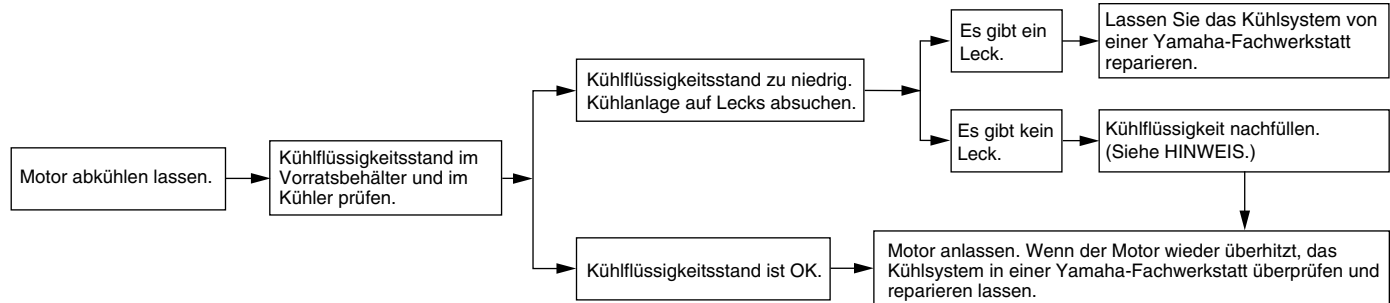 Motor abkühlen lassen.
Kühlflüssigkeitsstand im
Vorratsbehälter und im
Kühler prüfen.
Kühlflüssigkeitsstand zu niedrig.
Kühlanlage auf Lecks absuchen.
Es gibt ein
Leck.
Lassen Sie das Kühlsystem von
einer Yamaha-Fachwerkstatt
reparieren.
Es gibt kein
Leck.
Kühlflüssigkeit nachfüllen.
(Siehe HINWEIS.)
Kühlflüssigkeitsstand ist OK.
Motor anlassen. Wenn der Motor wieder überhitzt, das
Kühlsystem in einer Yamaha-Fachwerkstatt überprüfen und
reparieren lassen.